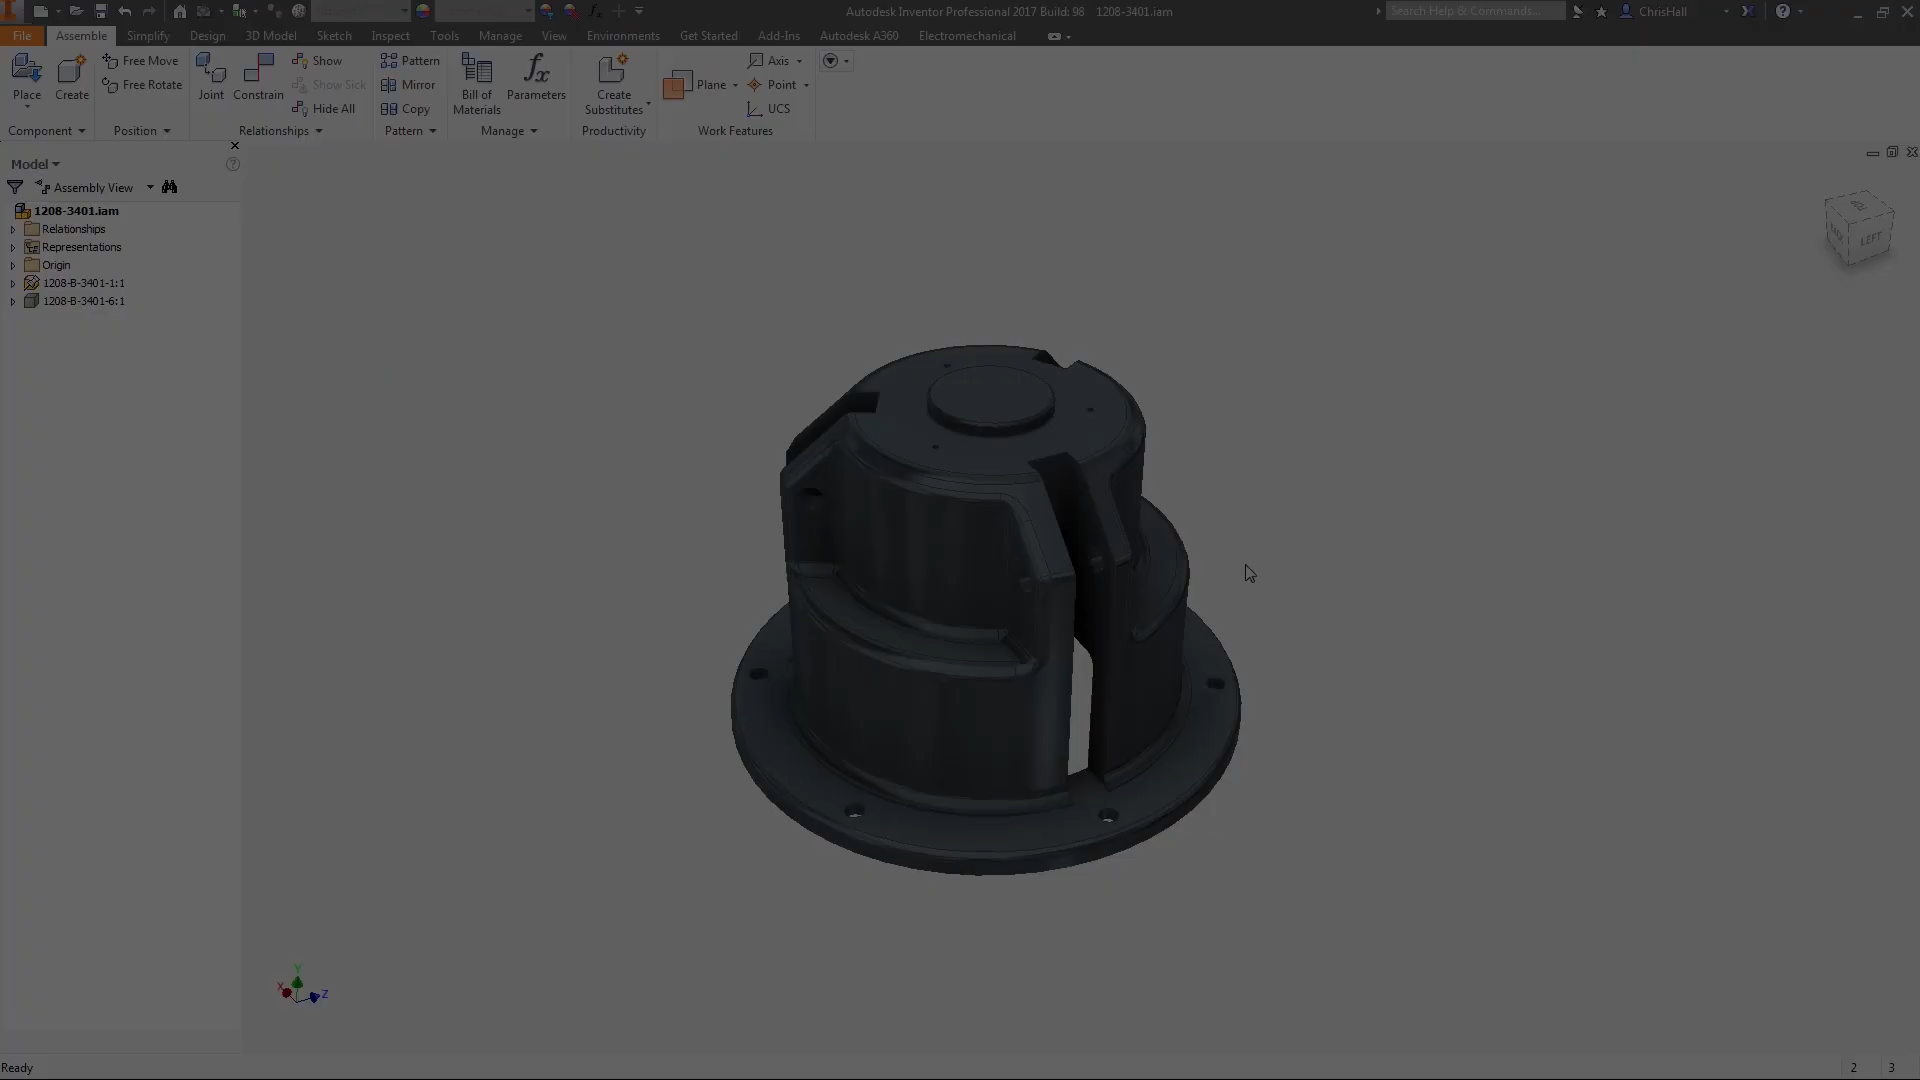 Autodesk Inventor Professional 2017 Build: 98 1208-3401.iam
Search Help & Commands...
ChrisHall
File Assemble Simplify Design 3D Model Sketch Inspect Tools Manage View Environments Get Started Add-Ins Autodesk A360 Electromechanical
Place
Create
Free Move
Free Rotate
Joint
Constrain
Show
Show Sick
Hide All
Pattern
Mirror
Copy
Bill of
Materials
fx
Parameters
Create
Substitutes
Plane
Axis
Point
UCS
Component Position Relationships Pattern Manage Productivity Work Features
Model
Assembly View
1208-3401.iam
Relationships
Representations
Origin
1208-B-3401-1:1
1208-B-3401-6:1
LEFT
Y
X
Z
Ready
2 3